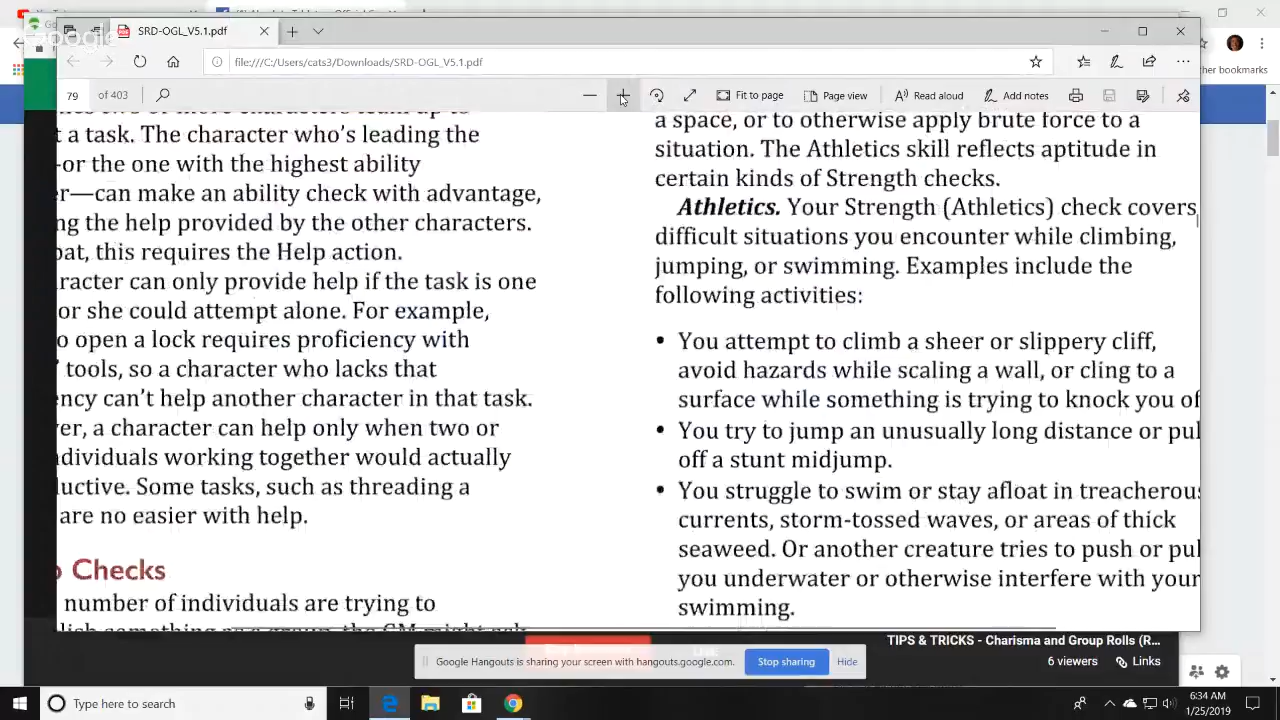 SRD-OGL_V5.1.pdf
file:///C:/Users/cats3/Downloads/SRD-OGL_V5.1.pdf
her bookmarks
79 of 403
Fit to page
Page view
Read aloud
Add notes
t a task. The character who's leading the
-or the one with the highest ability
er—can make an ability check with advantage,
ng the help provided by the other characters.
bat, this requires the Help action.
aracter can only provide help if the task is one
or she could attempt alone. For example,
o open a lock requires proficiency with
' tools, so a character who lacks that
ency can't help another character in that task.
ver, a character can help only when two or
ndividuals working together would actually
ductive. Some tasks, such as threading a
are no easier with help.
p Checks
number of individuals are trying to
a space, or to otherwise apply brute force to a
situation. The Athletics skill reflects aptitude in
certain kinds of Strength checks.
Athletics. Your Strength (Athletics) check covers
difficult situations you encounter while climbing,
jumping, or swimming. Examples include the
following activities:
• You attempt to climb a sheer or slippery cliff,
avoid hazards while scaling a wall, or cling to a
surface while something is trying to knock you of
• You try to jump an unusually long distance or pul
off a stunt midjump.
• You struggle to swim or stay afloat in treacherous
currents, storm-tossed waves, or areas of thick
seaweed. Or another creature tries to push or pul
you underwater or otherwise interfere with your
swimming.
TIPS & TRICKS - Charisma and Group Rolls (R...
6 viewers
Links
Google Hangouts is sharing your screen with hangouts.google.com.
Stop sharing
Hide
Type here to search
6:34 AM
1/25/2019